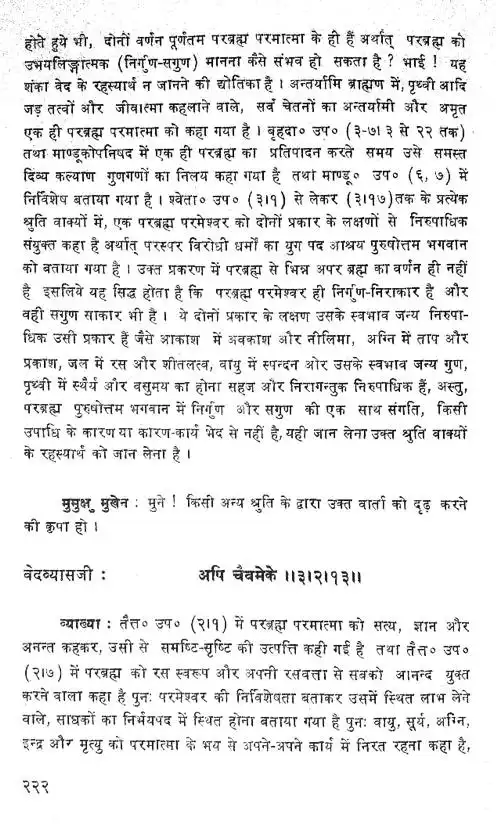 होते हुये भी, दोनों वर्णन पूर्णतम परब्रह्म परमात्मा के ही हैं अर्थात् परब्रह्म को
उभयलिङ्गात्मक (निर्गुण-सगुण) मानना कैसे संभव हो सकता है ? भाई ! यह
शंका वेद के रहस्यार्थ न जानने की द्योतिका है । अन्तर्यामि ब्राह्मण में, पृथ्वी आदि
जड़ तत्वों और जीवात्मा कहलाने वाले, सर्व चेतनों का अन्तर्यामी और अमृत
एक ही परब्रह्म परमात्मा को कहा गया है । बृहदा० उप० (३-७।३ से २२ तक)
तथा माण्डूकोपनिषद में एक ही परब्रह्म का प्रतिपादन करते समय उसे समस्त
दिव्य कल्याण गुणगणों का निलय कहा गया है तथा माण्डू० उप० (६, ७) में
निर्विशेष बताया गया है । श्वेता० उप० (३।१) से लेकर (३।१७)तक के प्रत्येक
श्रुति वाक्यों में, एक परब्रह्म परमेश्वर को दोनों प्रकार के लक्षणों से निरुपाधिक
संयुक्त कहा है अर्थात् परस्पर विरोधी धर्मों का युग पद आश्रय पुरुषोत्तम भगवान
को बताया गया है । उक्त प्रकरण में परब्रह्म से भिन्न अपर ब्रह्म का वर्णन ही नहीं
है इसलिये यह सिद्ध होता है कि परब्रह्म परमेश्वर ही निर्गुण-निराकार है और
वही सगुण साकार भी है । ये दोनों प्रकार के लक्षण उसके स्वभाव जन्य निरुपा-
धिक उसी प्रकार हैं जैसे आकाश में अवकाश और नीलिमा, अग्नि में ताप और
प्रकाश, जल में रस और शीतलत्व, वायु में स्पन्दन ओर उसके स्वभाव जन्य गुण,
पृथ्वी में स्थैर्य और वसुमय का होना सहज और निरागन्तुक निरुपाधिक हैं, अस्तु,
परब्रह्म पुरुषोत्तम भगवान में निर्गुण और सगुण की एक साथ संगति, किसी
उपाधि के कारण या कारण-कार्य भेद से नहीं है, यही जान लेना उक्त श्रुति वाक्यों
के रहस्यार्थ को जान लेना है ।
मुमुक्षु मुखेन : मुने ! किसी अन्य श्रुति के द्वारा उक्त वार्ता को दृढ़ करने
की कृपा हो ।
वेदव्यासजी : अपि चैवमेके ॥३।२।१३॥
व्याख्या : तैत्त० उप० (२।१) में परब्रह्म परमात्मा को सत्य, ज्ञान और
अनन्त कहकर, उसी से समष्टि-सृष्टि की उत्पत्ति कही गई है तथा तैत्त० उप०
(२।७) में परब्रह्म को रस स्वरूप और अपनी रसवत्ता से सबको आनन्द युक्त
करने वाला कहा है पुनः परमेश्वर की निर्विशेषता बताकर उसमें स्थित लाभ लेने
वाले, साधकों का निर्भयपद में स्थित होना बताया गया है पुनः वायु, सूर्य, अग्नि,
इन्द्र और मृत्यु को परमात्मा के भय से अपने-अपने कार्य में निरत रहना कहा है,
२२२